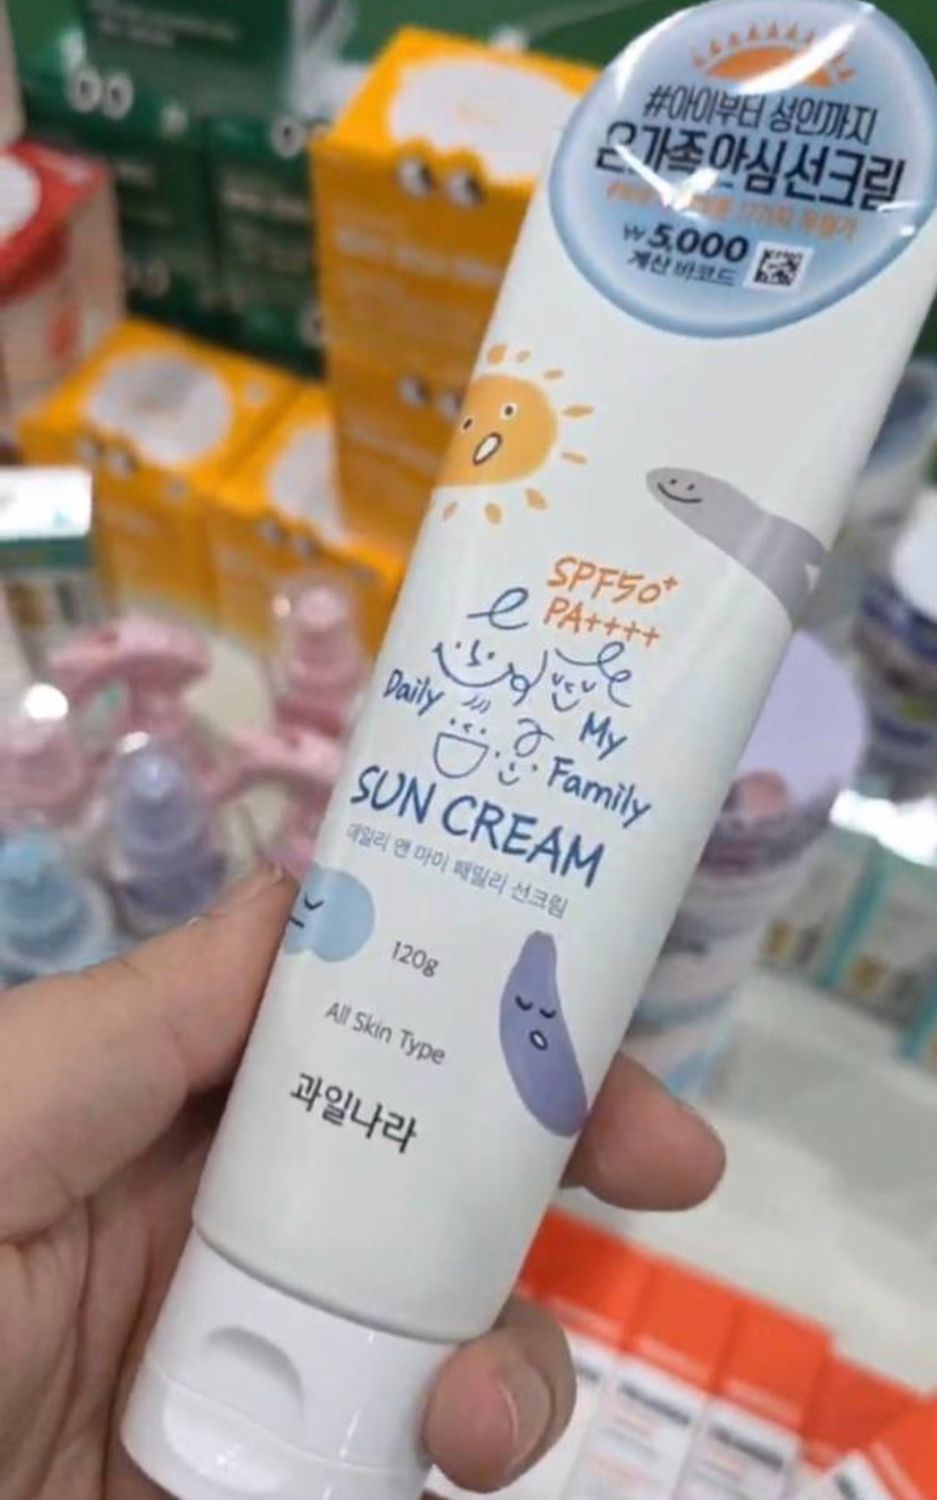 #아이부터 성인까지
온가족안심선크림
₩5,000
계산 바코드
SPF50+
PA++++
Daily
My
Family
SUN CREAM
데일리 앤 마이 패밀리 선크림
120g
All Skin Type
과일나라